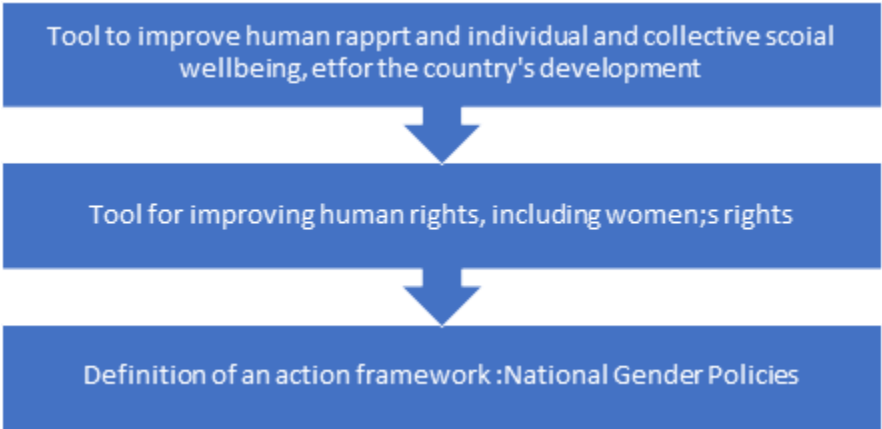 Tool to improve human rapprt and individual and collective scoial
wellbeing, etfor the country's development
Tool for improving human rights, including women;s rights
Definition of an action framework :National Gender Policies